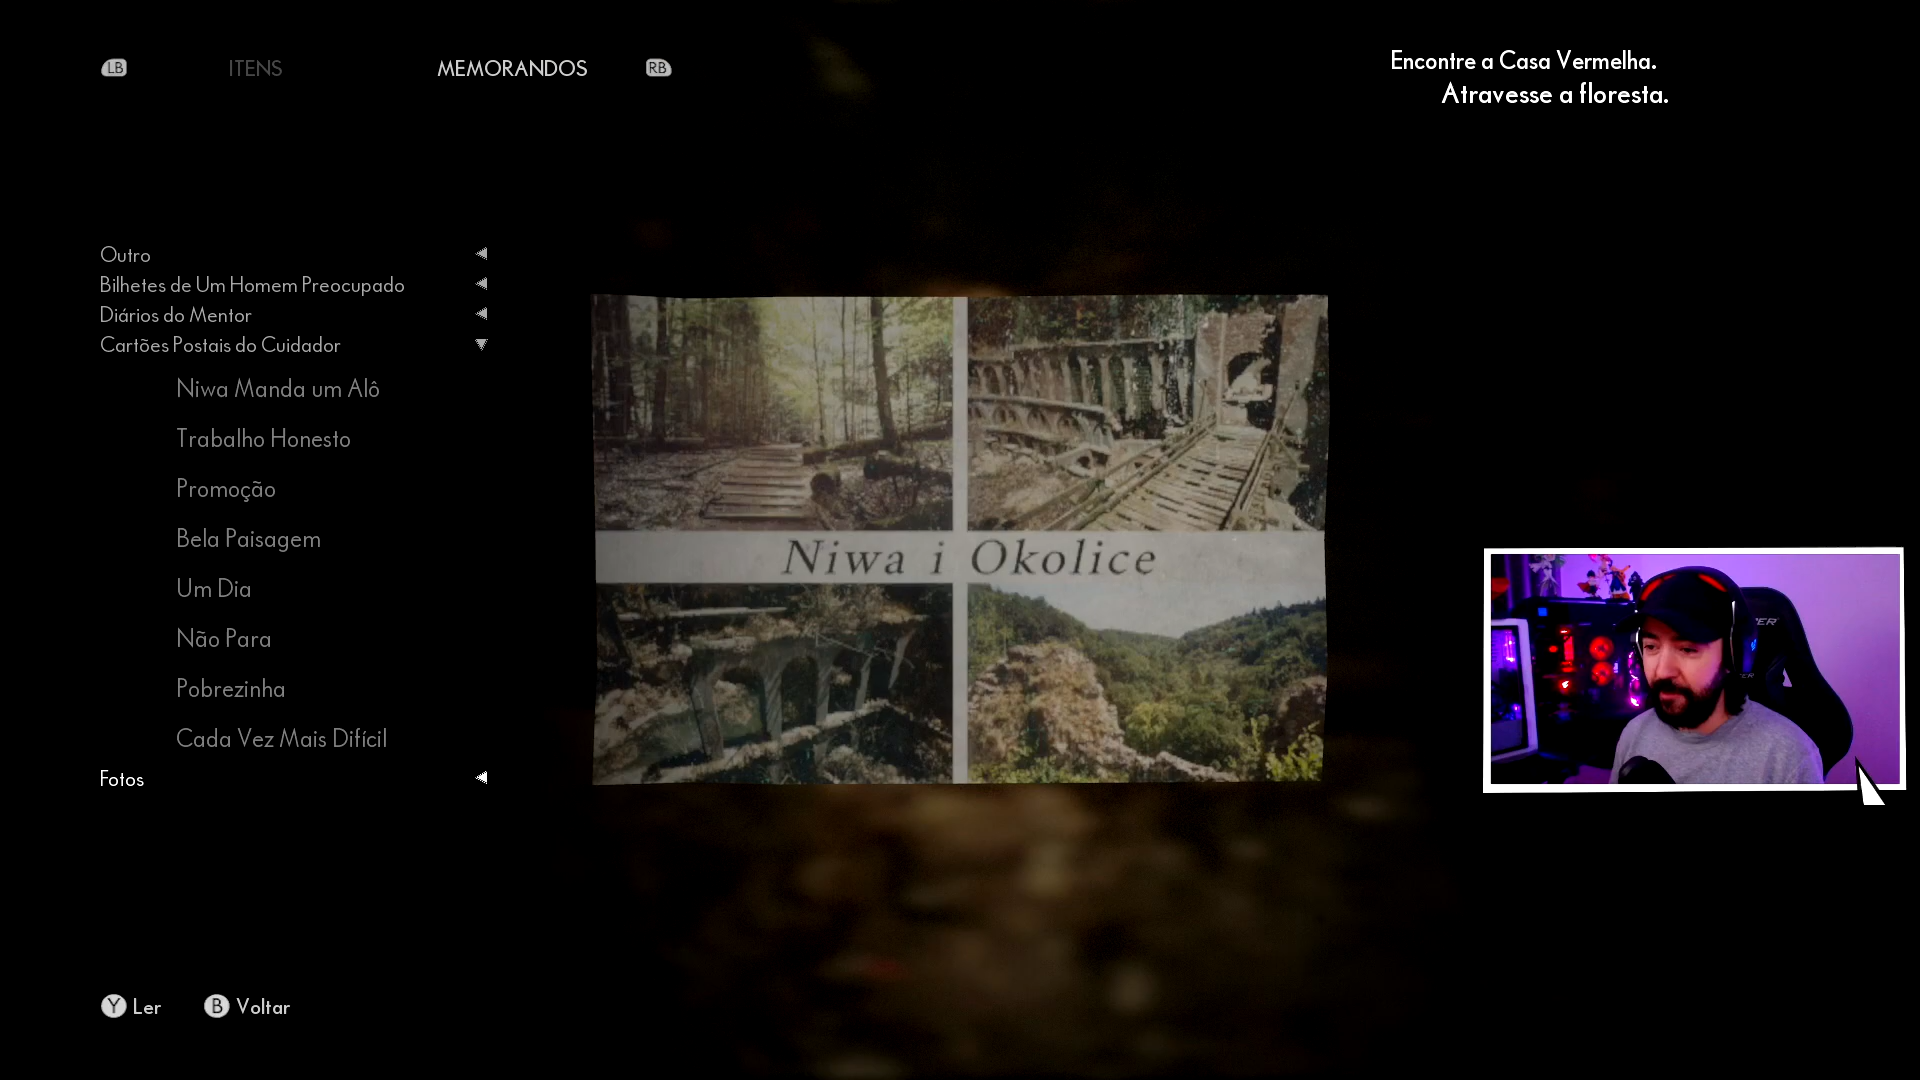 LB
ITENS
MEMORANDOS
RB
Encontre a Casa Vermelha.
Atravesse a floresta.
Outro
Bilhetes de Um Homem Preocupado
Diários do Mentor
Cartões Postais do Cuidador
Niwa Manda um Alô
Trabalho Honesto
Promoção
Bela Paisagem
Um Dia
Não Para
Pobrezinha
Cada Vez Mais Difícil
Fotos
Niwa i Okolice
Y Ler
B Voltar